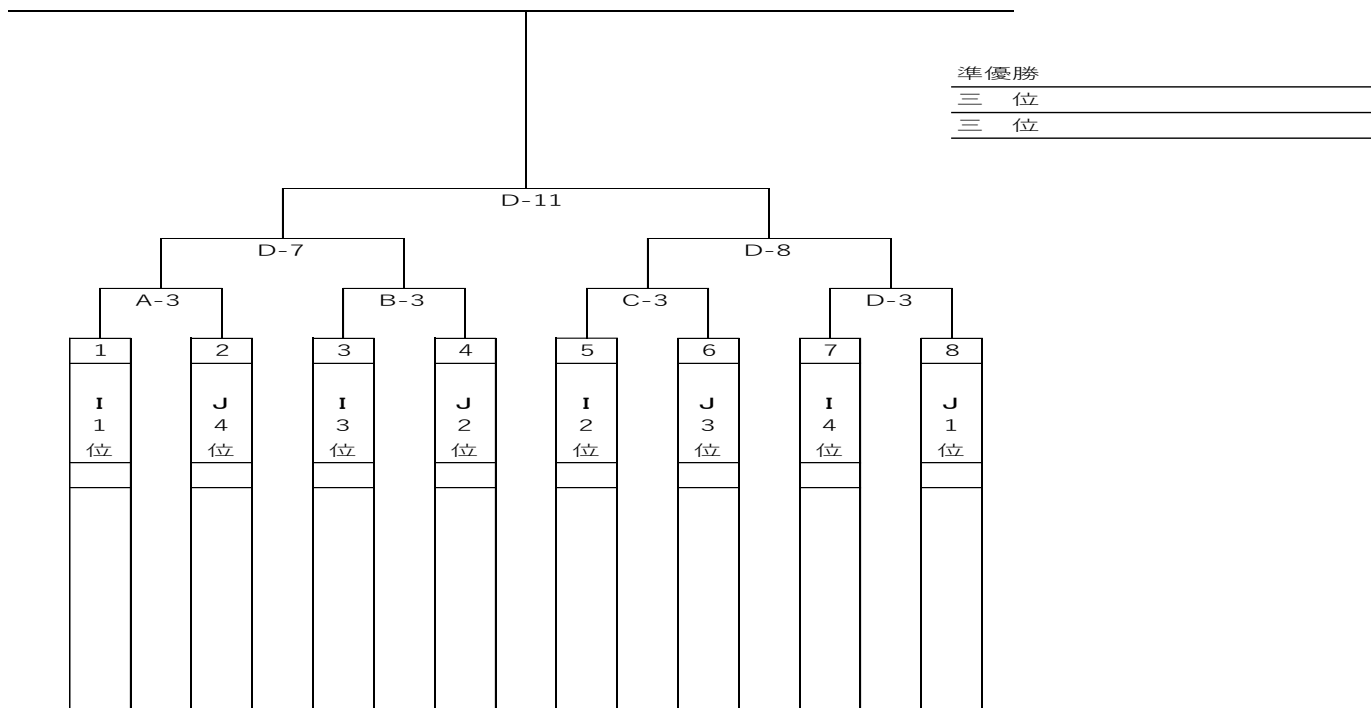 準優勝
三 位
三 位
D-11
D-7 D-8
A-3 B-3 C-3 D-3
1 2 3 4 5 6 7 8
I J I J I J I J
1 4 3 2 2 3 4 1
位 位 位 位 位 位 位 位